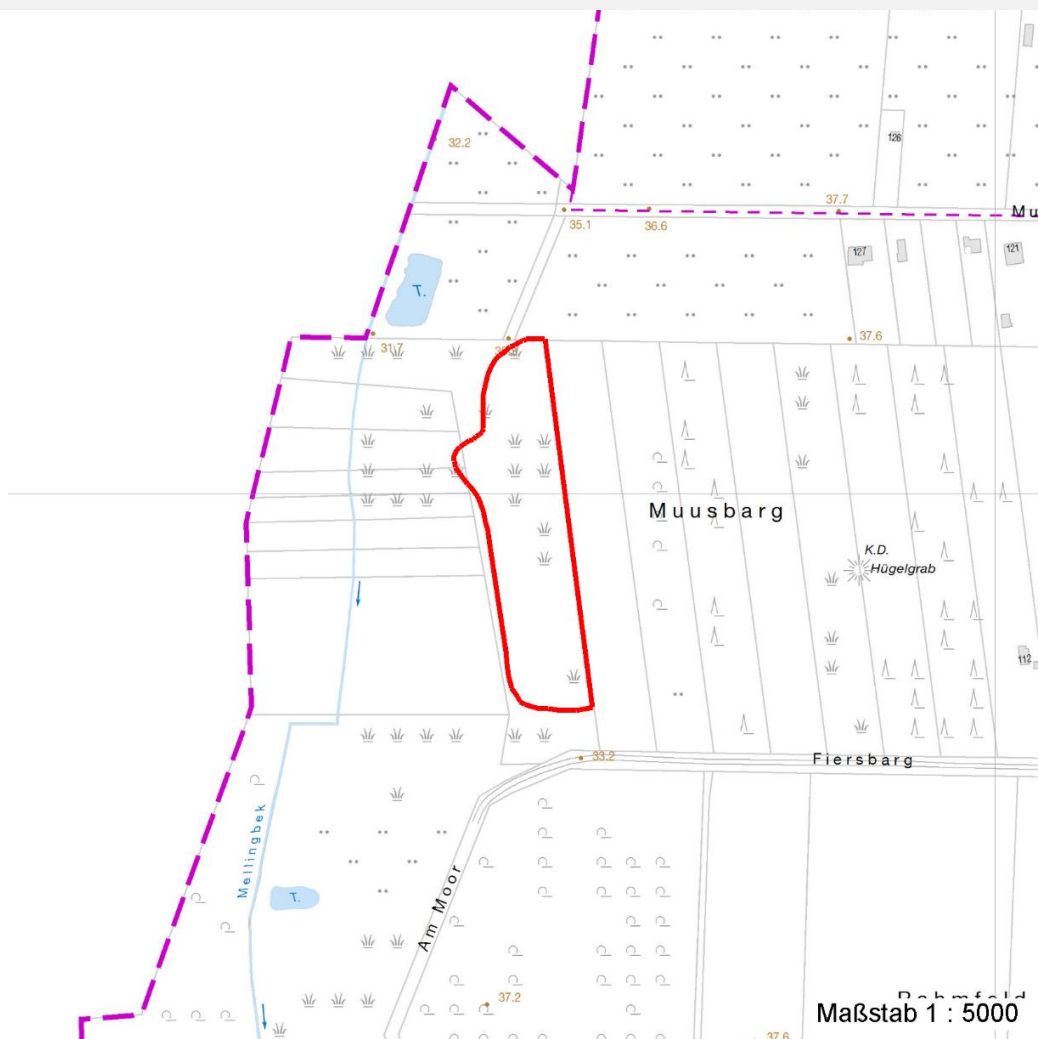 32.2
126
35.1
36.6
37.7
Mu
127
121
T.
31.7
37.6
Muusbarg
K.D.
Hügelgrab
112
33.2
Fiersbarg
Mellingbek
T.
Am Moor
37.2
Maßstab 1 : 5000
37.6